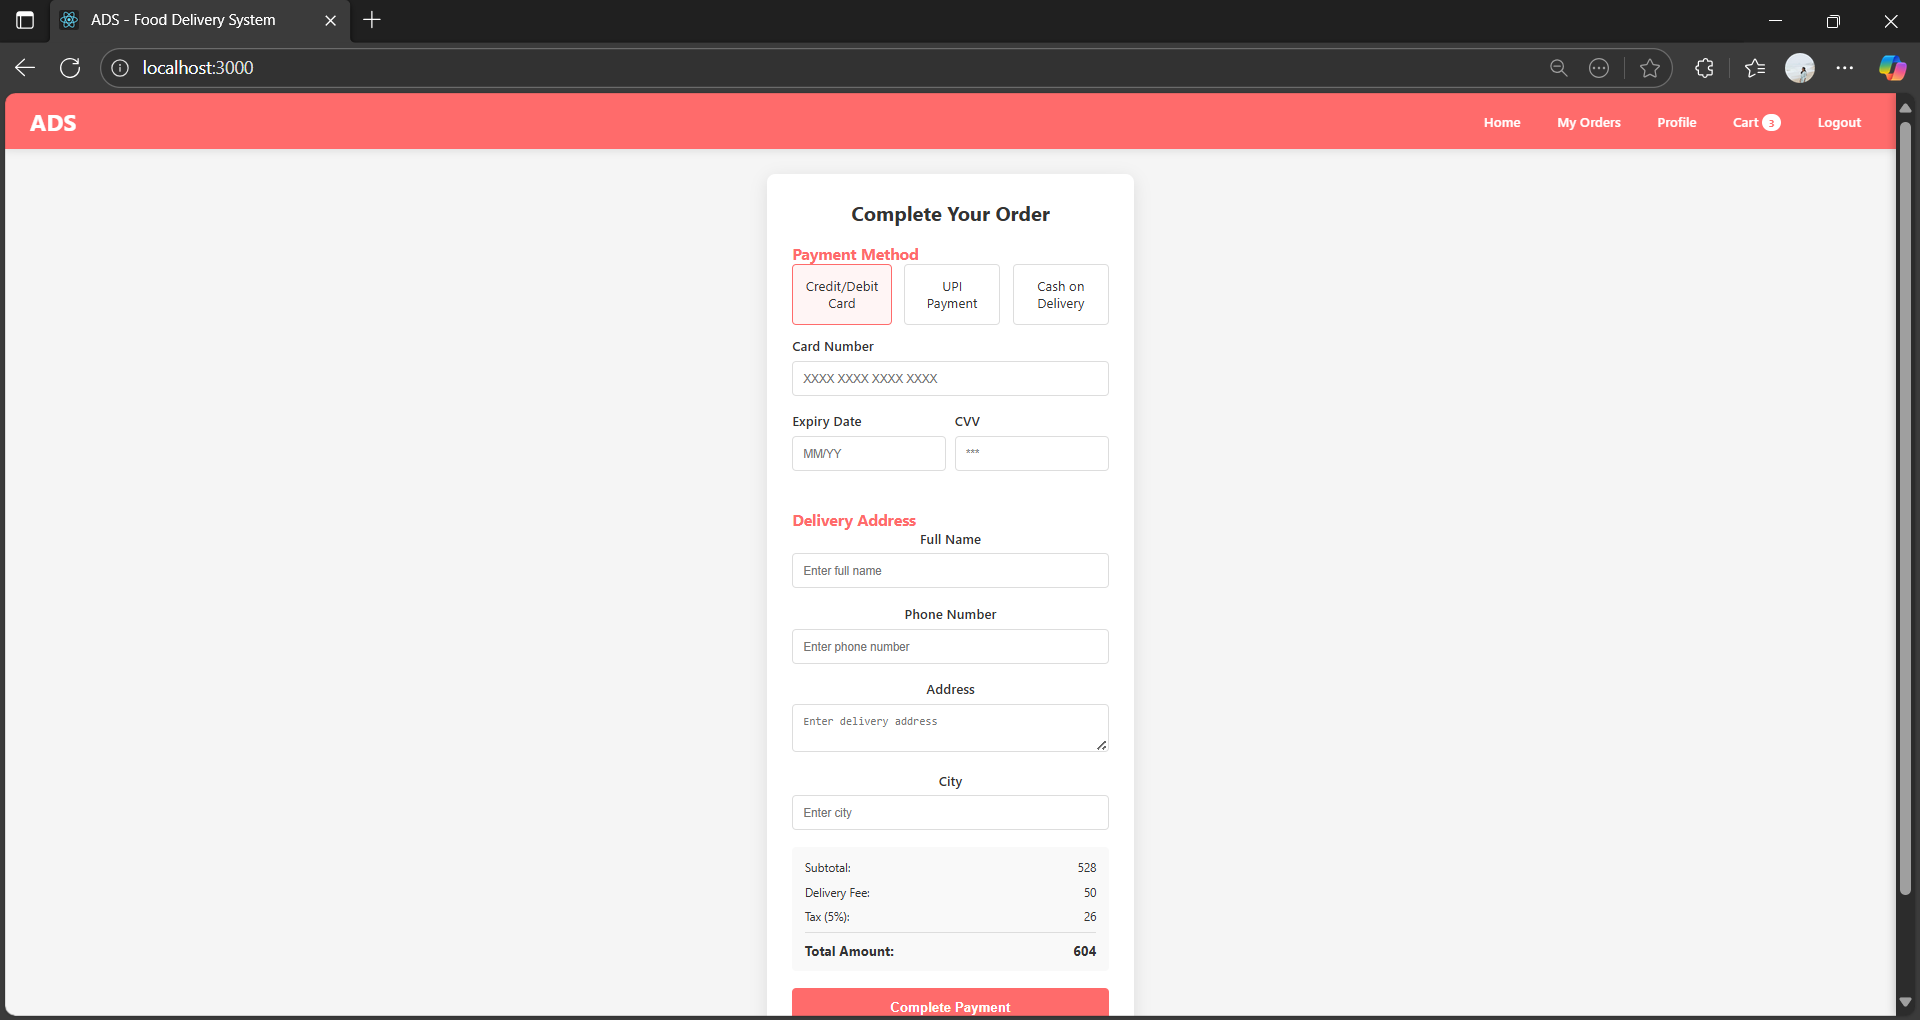 ADS - Food Delivery System
localhost:3000
ADS
Home
My Orders
Profile
Cart 3
Logout
Complete Your Order
Payment Method
Credit/Debit
Card
UPI
Payment
Cash on
Delivery
Card Number
XXXX XXXX XXXX XXXX
Expiry Date
CVV
MM/YY
***
Delivery Address
Full Name
Enter full name
Phone Number
Enter phone number
Address
Enter delivery address
City
Enter city
Subtotal: 528
Delivery Fee: 50
Tax (5%): 26
Total Amount: 604
Complete Payment